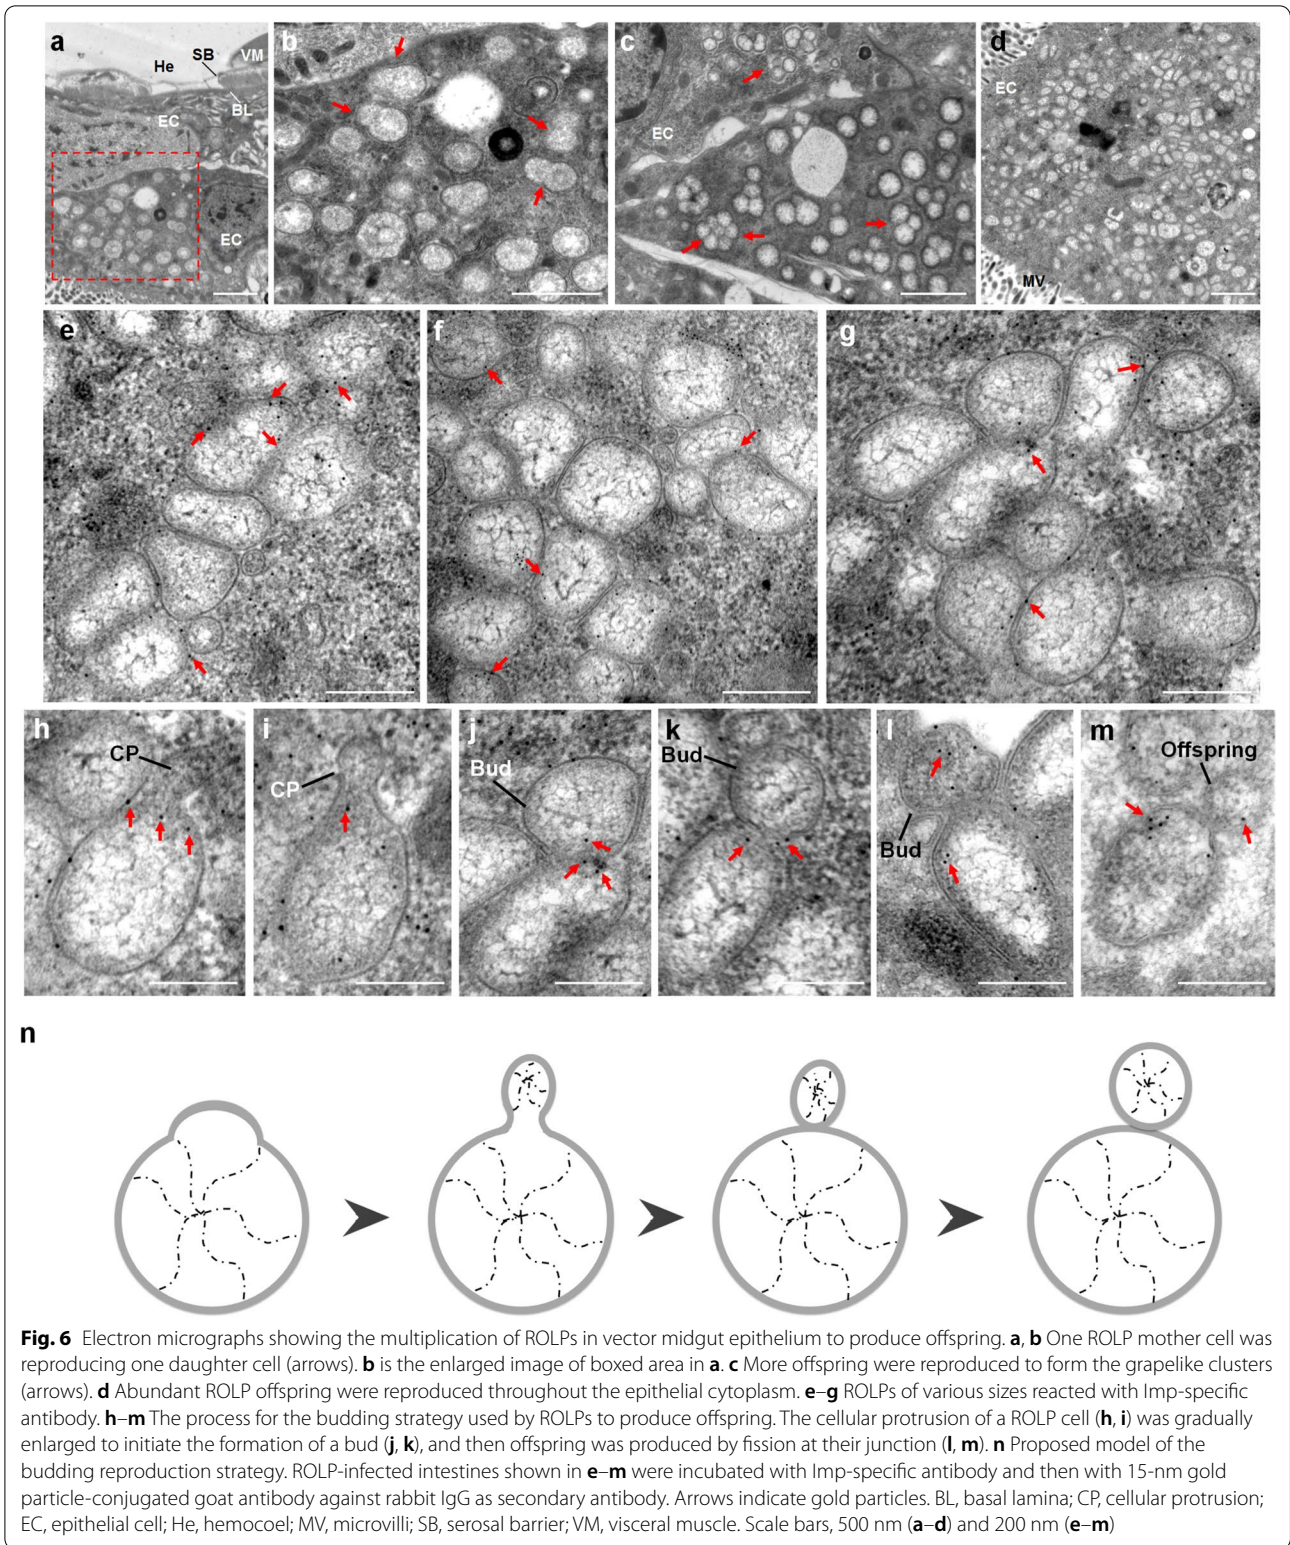 a
He
SB
VM
BL
EC
EC
b
c
EC
d
EC
MV
e
f
g
h
CP
i
CP
j
Bud
k
Bud
l
Bud
m
Offspring
n
Fig. 6 Electron micrographs showing the multiplication of ROLPs in vector midgut epithelium to produce offspring. a, b One ROLP mother cell was
reproducing one daughter cell (arrows). b is the enlarged image of boxed area in a. c More offspring were reproduced to form the grapelike clusters
(arrows). d Abundant ROLP offspring were reproduced throughout the epithelial cytoplasm. e–g ROLPs of various sizes reacted with Imp-specific
antibody. h–m The process for the budding strategy used by ROLPs to produce offspring. The cellular protrusion of a ROLP cell (h, i) was gradually
enlarged to initiate the formation of a bud (j, k), and then offspring was produced by fission at their junction (l, m). n Proposed model of the
budding reproduction strategy. ROLP-infected intestines shown in e–m were incubated with Imp-specific antibody and then with 15-nm gold
particle-conjugated goat antibody against rabbit IgG as secondary antibody. Arrows indicate gold particles. BL, basal lamina; CP, cellular protrusion;
EC, epithelial cell; He, hemocoel; MV, microvilli; SB, serosal barrier; VM, visceral muscle. Scale bars, 500 nm (a–d) and 200 nm (e–m)